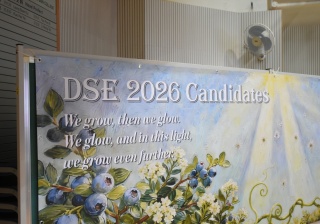 DSE 2026 Candidates
We grow, then we glow.
We glow, and in this light,
we grow even further.